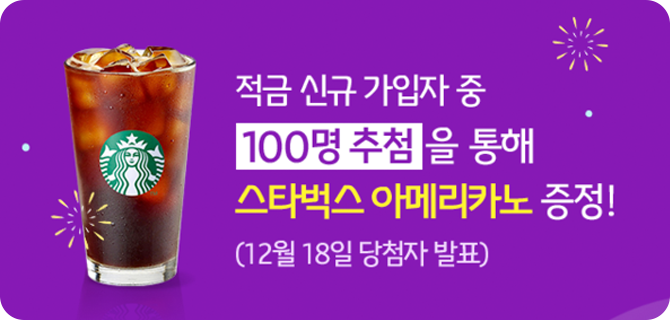 적금 신규 가입자 중
100명 추첨을 통해
스타벅스 아메리카노 증정!
(12월 18일 당첨자 발표)